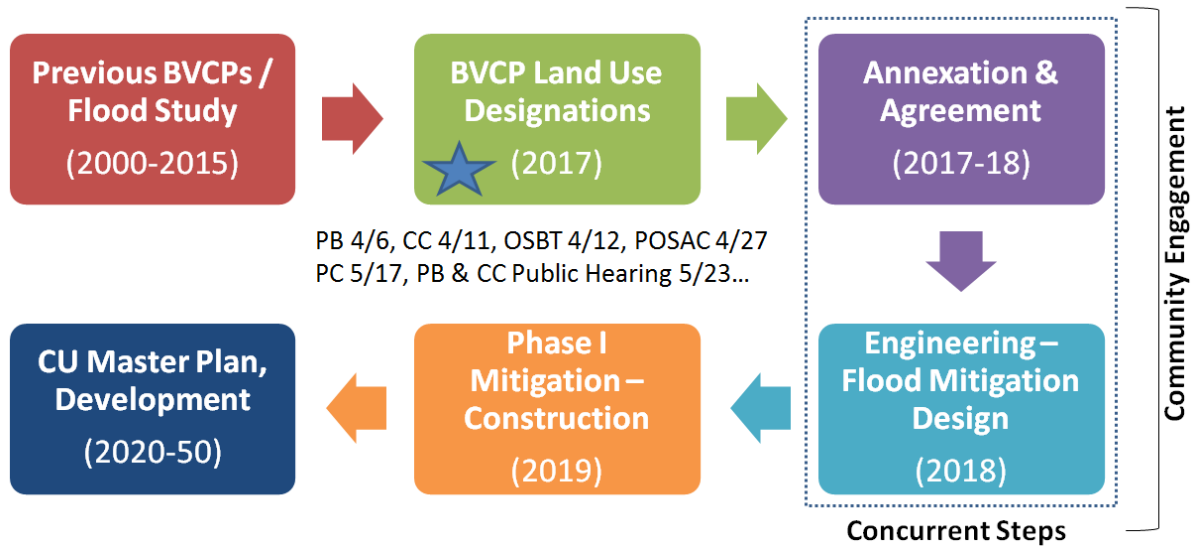 Previous BVCPs /
Flood Study
(2000-2015)
BVCP Land Use
Designations
(2017)
Annexation &
Agreement
(2017-18)
PB 4/6, CC 4/11, OSBT 4/12, POSAC 4/27
PC 5/17, PB & CC Public Hearing 5/23…
CU Master Plan,
Development
(2020-50)
Phase I
Mitigation –
Construction
(2019)
Engineering –
Flood Mitigation
Design
(2018)
Concurrent Steps
Community Engagement